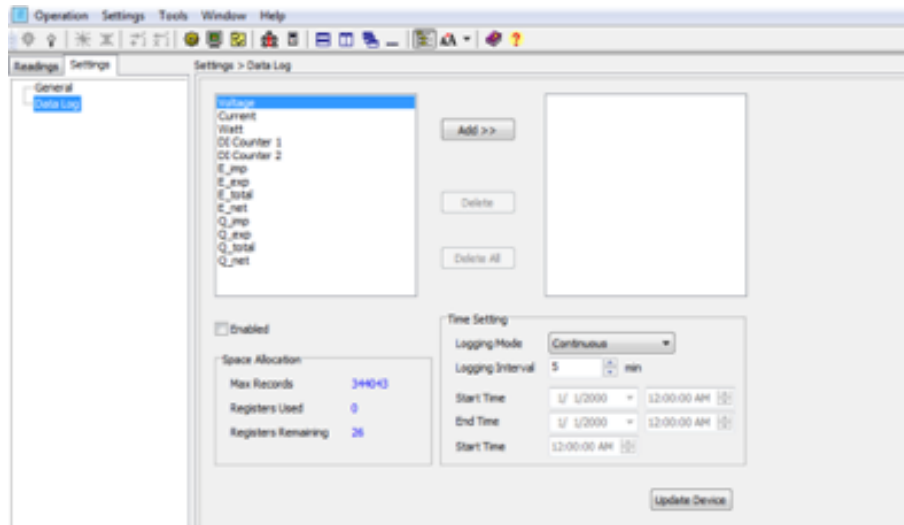 Operation Settings Tools Window Help
Readings Settings
Settings > Data Log
General
Data Log
Voltage
Current
Watt
DI Counter 1
DI Counter 2
E_imp
E_exp
E_total
E_net
Q_imp
Q_exp
Q_total
Q_net
Add >>
Delete
Delete All
Enabled
Space Allocation
Max Records 344043
Registers Used 0
Registers Remaining 26
Time Setting
Logging Mode Continuous
Logging Interval 5 min
Start Time 1/ 1/2000 12:00:00 AM
End Time 1/ 1/2000 12:00:00 AM
Start Time 12:00:00 AM
Update Device